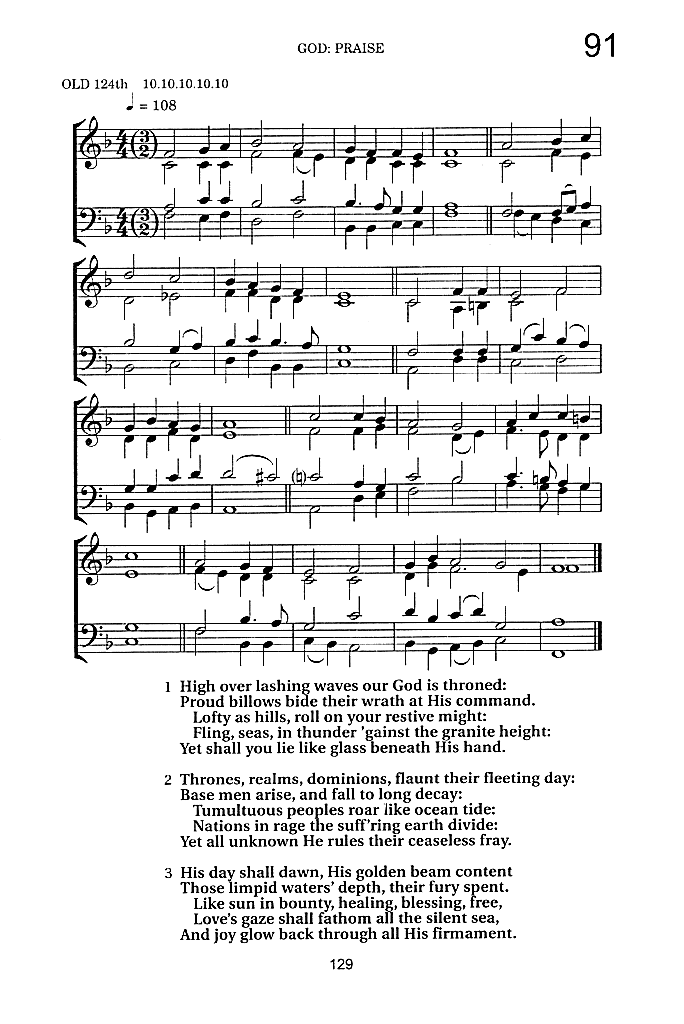 GOD: PRAISE
91
OLD 124th 10.10.10.10.10
♩ = 108
1 High over lashing waves our God is throned:
Proud billows bide their wrath at His command.
Lofty as hills, roll on your restive might:
Fling, seas, in thunder 'gainst the granite height:
Yet shall you lie like glass beneath His hand.
2 Thrones, realms, dominions, flaunt their fleeting day:
Base men arise, and fall to long decay:
Tumultuous peoples roar like ocean tide:
Nations in rage the suff'ring earth divide:
Yet all unknown He rules their ceaseless fray.
3 His day shall dawn, His golden beam content
Those limpid waters' depth, their fury spent.
Like sun in bounty, healing, blessing, free,
Love's gaze shall fathom all the silent sea,
And joy glow back through all His firmament.
129